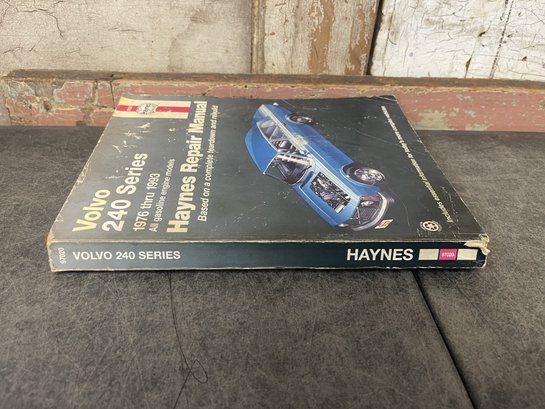 Volvo
240 Series
1976 thru 1993
All gasoline engine models
Haynes Repair Manual
Based on a complete teardown and rebuild
97020 VOLVO 240 SERIES HAYNES 97020